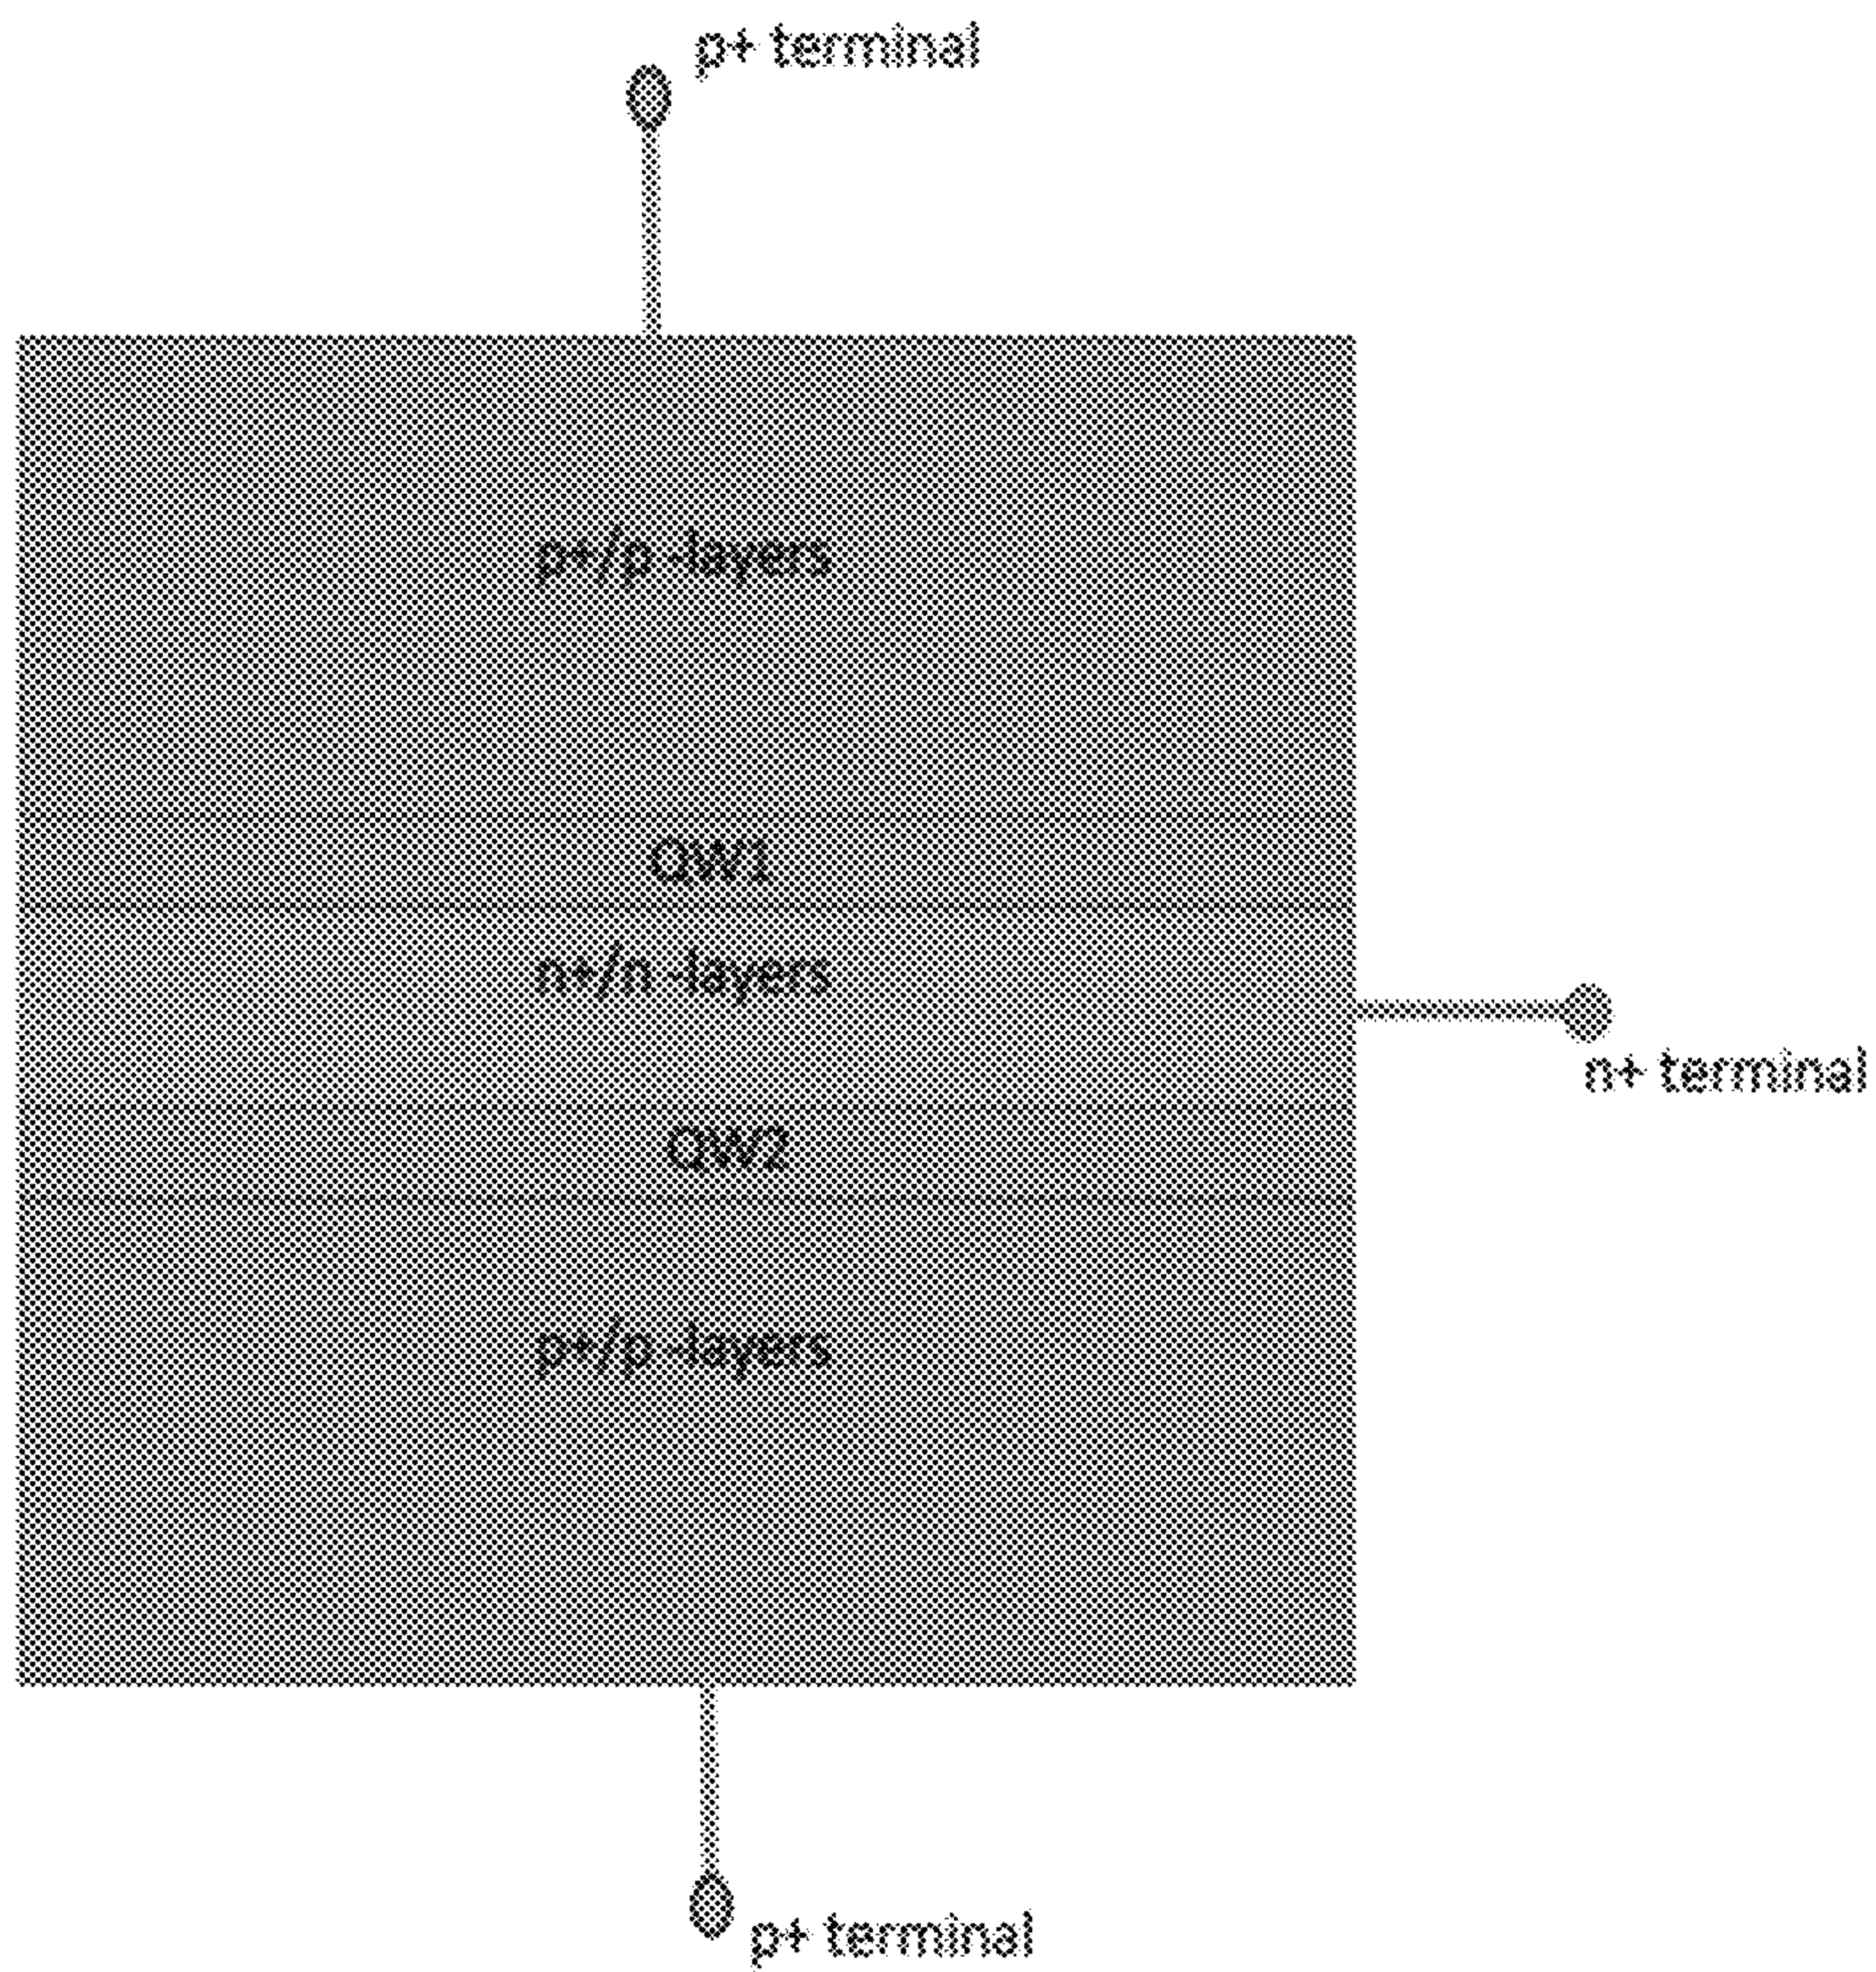 p+ terminal
p+/p -layers
QW1
n+/n -layers
n+ terminal
QW2
p+/p -layers
p+ terminal